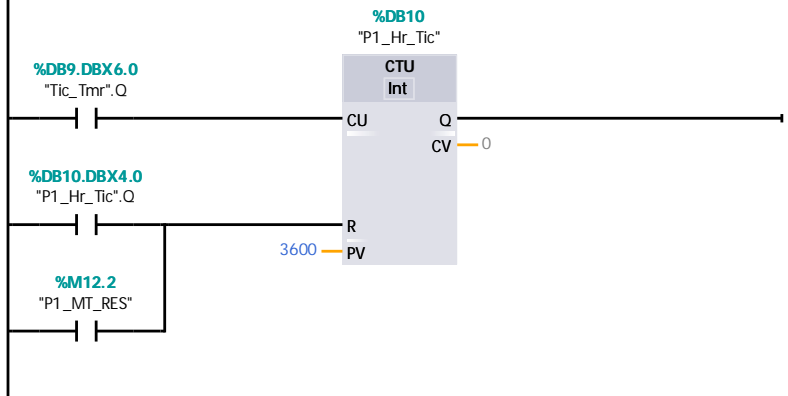 %DB10
"P1_Hr_Tic"
CTU
Int
%DB9.DBX6.0
"Tic_Tmr".Q
CU
Q
CV
0
%DB10.DBX4.0
"P1_Hr_Tic".Q
R
3600
PV
%M12.2
"P1_MT_RES"